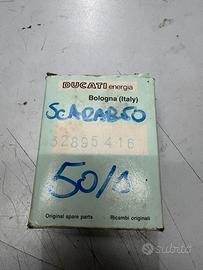 DUCATI energia
Bologna (Italy)
SCARABEO
32895416
50/
Original spare parts
Ricambi originali
subito